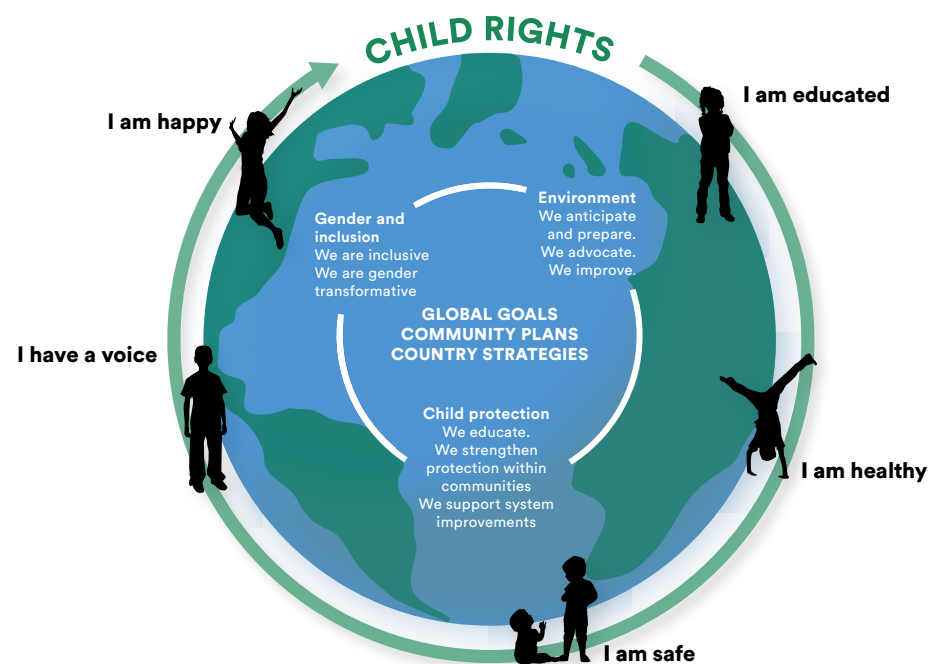 CHILD RIGHTS
I am educated
I am happy
Environment
We anticipate
and prepare.
We advocate.
We improve.
Gender and
inclusion
We are inclusive
We are gender
transformative
GLOBAL GOALS
COMMUNITY PLANS
COUNTRY STRATEGIES
I have a voice
Child protection
We educate.
We strengthen
protection within
communities
We support system
improvements
I am healthy
I am safe